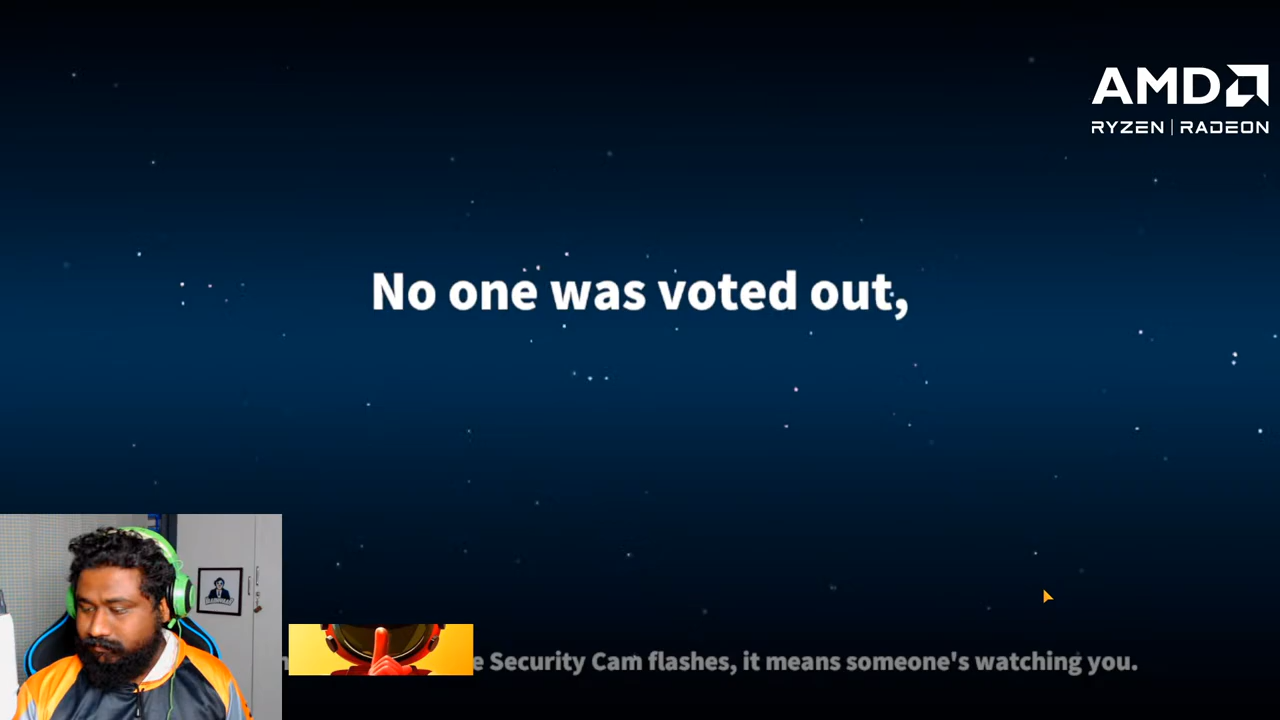 AMD
RYZEN | RADEON
No one was voted out,
Security Cam flashes, it means someone's watching you.